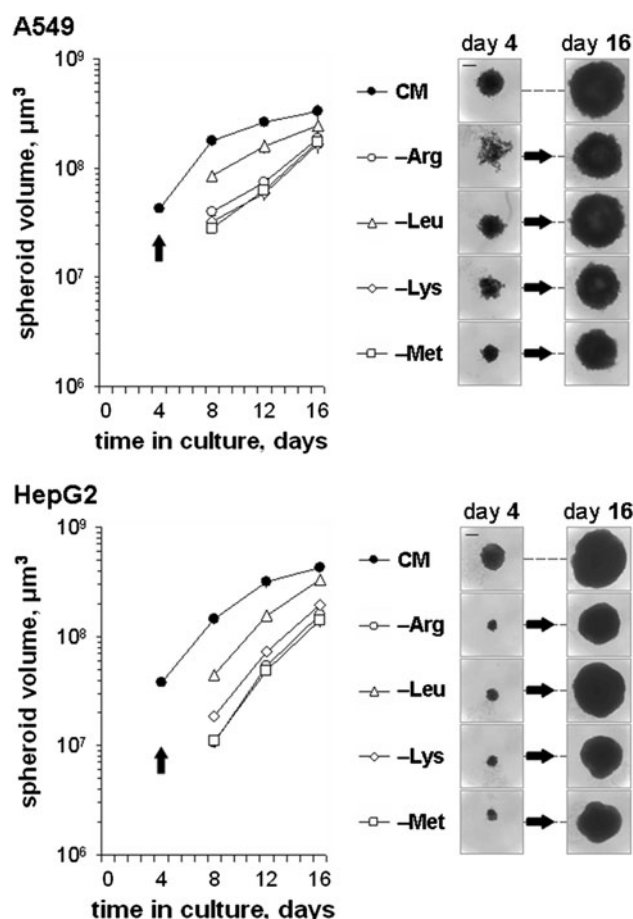 A549
10⁹
10⁸
10⁷
10⁶
spheroid volume, µm³
0 4 8 12 16
time in culture, days
day 4 day 16
CM
–Arg
–Leu
–Lys
–Met
HepG2
10⁹
10⁸
10⁷
10⁶
spheroid volume, µm³
0 4 8 12 16
time in culture, days
day 4 day 16
CM
–Arg
–Leu
–Lys
–Met